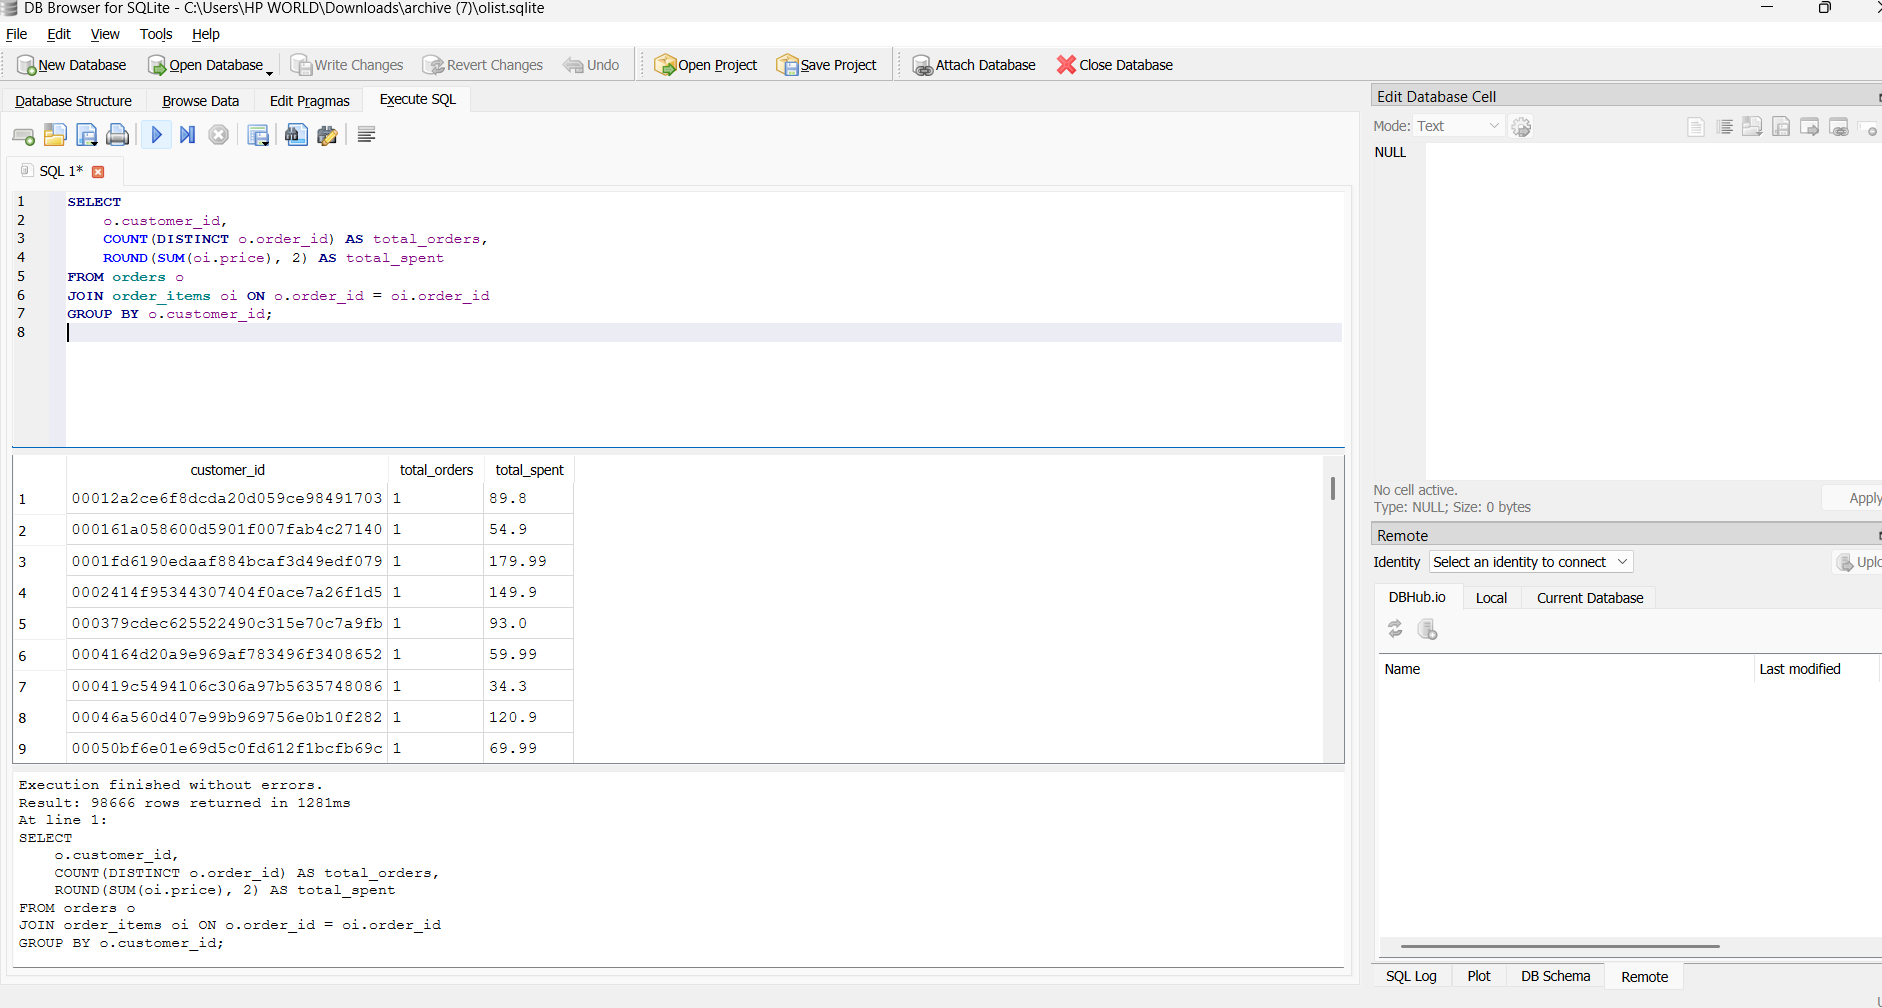 DB Browser for SQLite - C:\Users\HP WORLD\Downloads\archive (7)\olist.sqlite
File Edit View Tools Help
New Database Open Database Write Changes Revert Changes Undo Open Project Save Project Attach Database Close Database
Database Structure Browse Data Edit Pragmas Execute SQL
SQL 1*
1 SELECT
2 o.customer_id,
3 COUNT(DISTINCT o.order_id) AS total_orders,
4 ROUND(SUM(oi.price), 2) AS total_spent
5 FROM orders o
6 JOIN order_items oi ON o.order_id = oi.order_id
7 GROUP BY o.customer_id;
8
customer_id total_orders total_spent
1 00012a2ce6f8dcda20d059ce98491703 1 89.8
2 000161a058600d5901f007fab4c27140 1 54.9
3 0001fd6190edaaf884bcaf3d49edf079 1 179.99
4 0002414f95344307404f0ace7a26f1d5 1 149.9
5 000379cdec625522490c315e70c7a9fb 1 93.0
6 0004164d20a9e969af783496f3408652 1 59.99
7 000419c5494106c306a97b5635748086 1 34.3
8 00046a560d407e99b969756e0b10f282 1 120.9
9 00050bf6e01e69d5c0fd612f1bcfb69c 1 69.99
Execution finished without errors.
Result: 98666 rows returned in 1281ms
At line 1:
SELECT
o.customer_id,
COUNT(DISTINCT o.order_id) AS total_orders,
ROUND(SUM(oi.price), 2) AS total_spent
FROM orders o
JOIN order_items oi ON o.order_id = oi.order_id
GROUP BY o.customer_id;
Edit Database Cell
Mode: Text
NULL
No cell active.
Type: NULL; Size: 0 bytes
Apply
Remote
Identity Select an identity to connect Uplo
DBHub.io Local Current Database
Name Last modified
SQL Log Plot DB Schema Remote